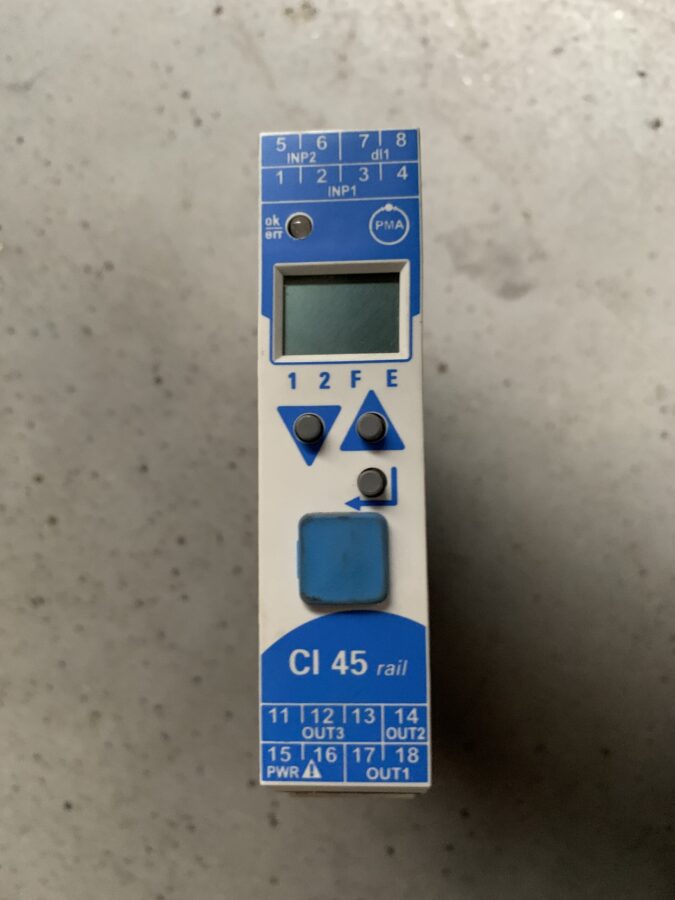 5 6 7 8
INP2 di1
1 2 3 4
INP1
ok
err
PMA
1 2 F E
CI 45 rail
11 12 13 14
OUT3 OUT2
15 16 17 18
PWR OUT1